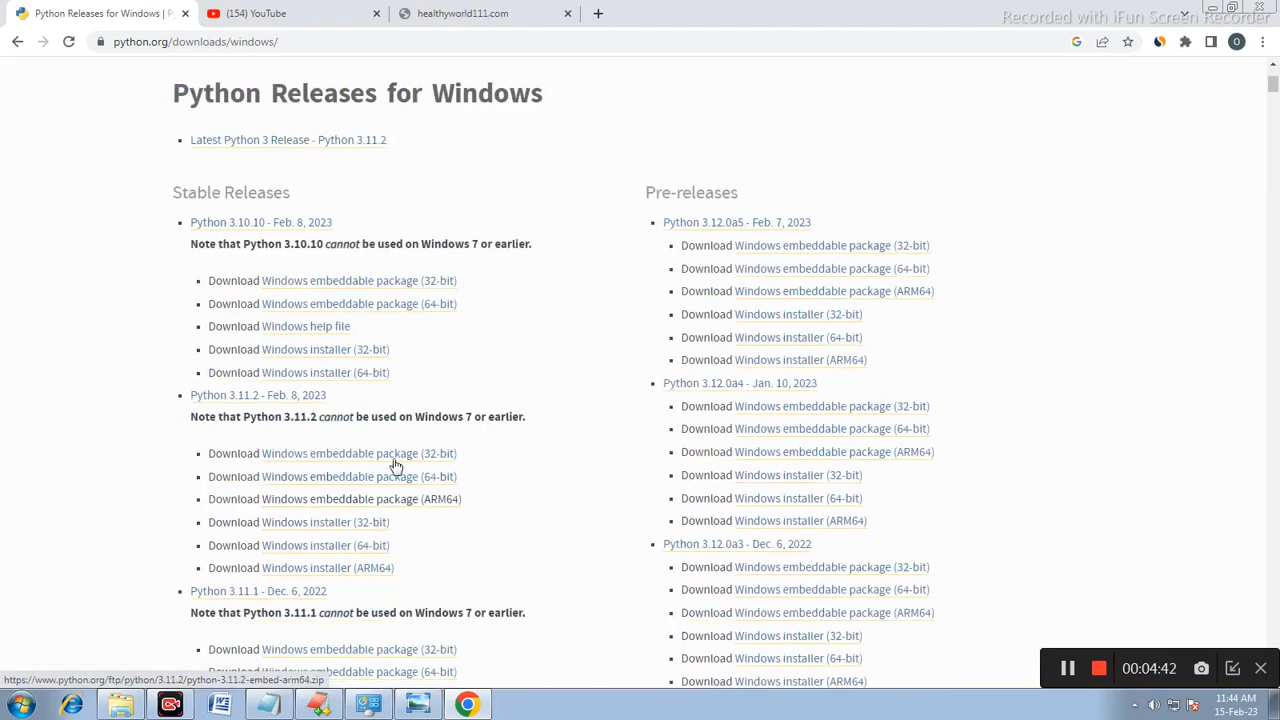 Python Releases for Windows | P
(154) YouTube
healthyworld111.com
Recorded with iFun Screen Recorder
python.org/downloads/windows/
O
Python Releases for Windows
Latest Python 3 Release - Python 3.11.2
Stable Releases
Python 3.10.10 - Feb. 8, 2023
Note that Python 3.10.10 cannot be used on Windows 7 or earlier.
Download Windows embeddable package (32-bit)
Download Windows embeddable package (64-bit)
Download Windows help file
Download Windows installer (32-bit)
Download Windows installer (64-bit)
Python 3.11.2 - Feb. 8, 2023
Note that Python 3.11.2 cannot be used on Windows 7 or earlier.
Download Windows embeddable package (32-bit)
Download Windows embeddable package (64-bit)
Download Windows embeddable package (ARM64)
Download Windows installer (32-bit)
Download Windows installer (64-bit)
Download Windows installer (ARM64)
Python 3.11.1 - Dec. 6, 2022
Note that Python 3.11.1 cannot be used on Windows 7 or earlier.
Download Windows embeddable package (32-bit)
Download Windows embeddable package (64-bit)
Pre-releases
Python 3.12.0a5 - Feb. 7, 2023
Download Windows embeddable package (32-bit)
Download Windows embeddable package (64-bit)
Download Windows embeddable package (ARM64)
Download Windows installer (32-bit)
Download Windows installer (64-bit)
Download Windows installer (ARM64)
Python 3.12.0a4 - Jan. 10, 2023
Download Windows embeddable package (32-bit)
Download Windows embeddable package (64-bit)
Download Windows embeddable package (ARM64)
Download Windows installer (32-bit)
Download Windows installer (64-bit)
Download Windows installer (ARM64)
Python 3.12.0a3 - Dec. 6, 2022
Download Windows embeddable package (32-bit)
Download Windows embeddable package (64-bit)
Download Windows embeddable package (ARM64)
Download Windows installer (32-bit)
Download Windows installer (64-bit)
Download Windows installer (ARM64)
https://www.python.org/ftp/python/3.11.2/python-3.11.2-embed-arm64.zip
00:04:42
11:44 AM
15-Feb-23